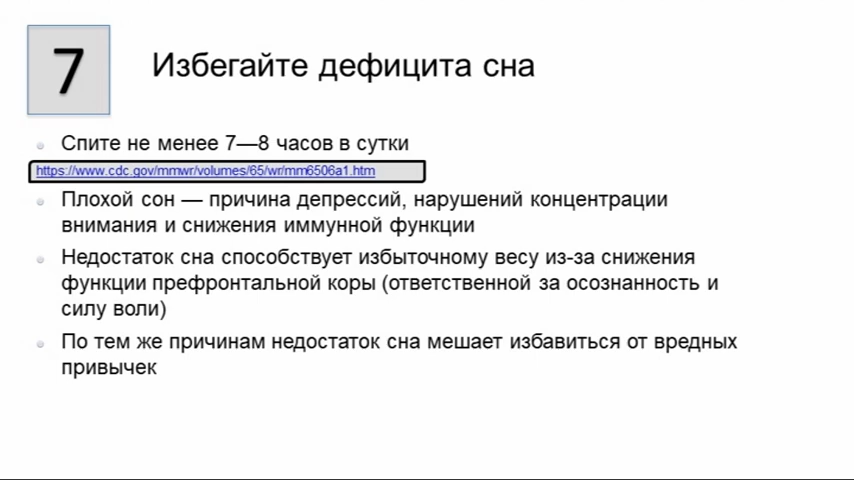 7
Избегайте дефицита сна
Спите не менее 7—8 часов в сутки
https://www.cdc.gov/mmwr/volumes/65/wr/mm6506a1.htm
Плохой сон — причина депрессий, нарушений концентрации
внимания и снижения иммунной функции
Недостаток сна способствует избыточному весу из-за снижения
функции префронтальной коры (ответственной за осознанность и
силу воли)
По тем же причинам недостаток сна мешает избавиться от вредных
привычек